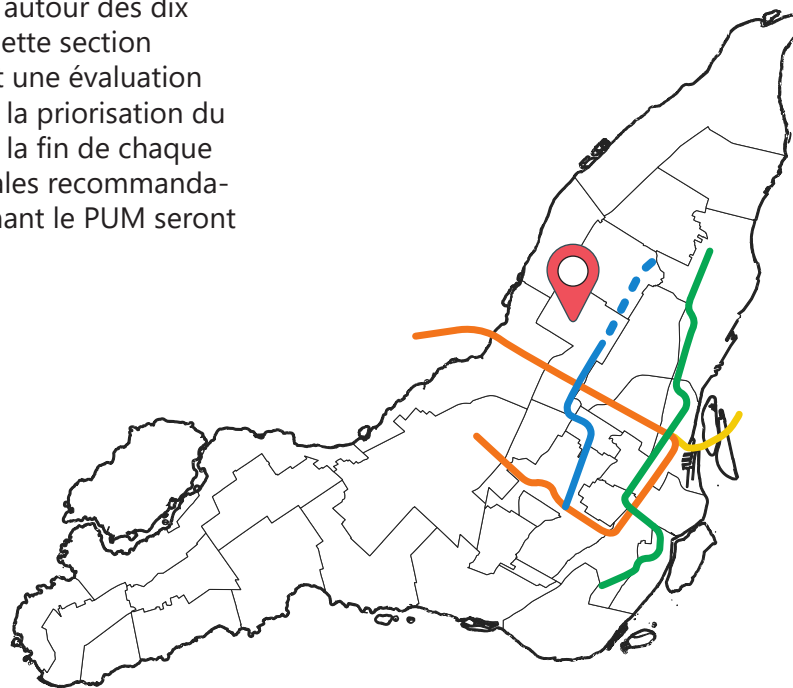 autour des dix
ette section
t une évaluation
la priorisation du
la fin de chaque
les recommanda-
nant le PUM seront